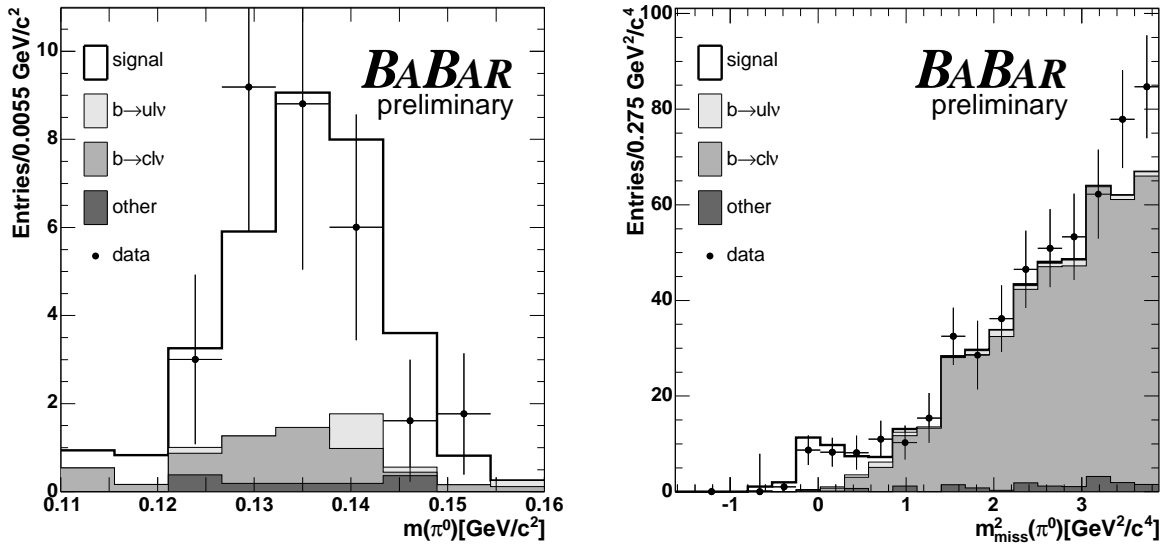 Entries/0.0055 GeV/c²
10
8
6
4
2
0
signal
b→ulν
b→clν
other
data
BABAR
preliminary
0.11 0.12 0.13 0.14 0.15 0.16
m(π⁰)[GeV/c²]
Entries/0.275 GeV²/c⁴
100
80
60
40
20
0
signal
b→ulν
b→clν
other
data
BABAR
preliminary
-1 0 1 2 3
m²miss(π⁰)[GeV²/c⁴]